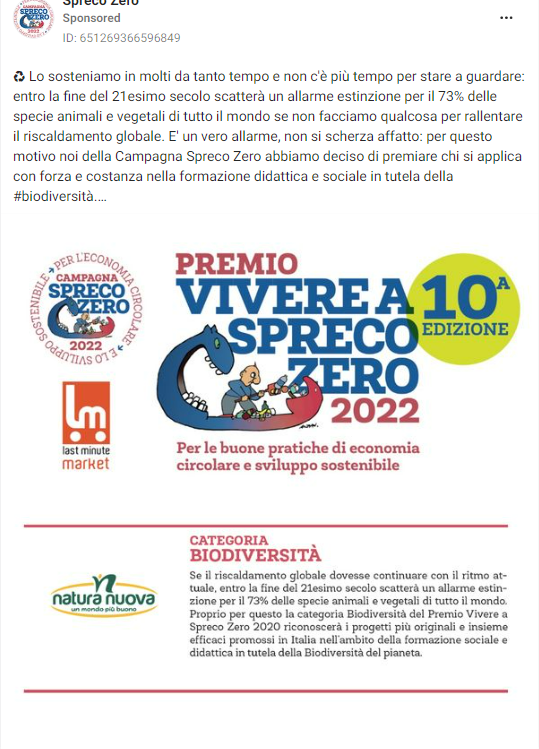 Spreco Zero
Sponsored
ID: 651269366596849
♻ Lo sosteniamo in molti da tanto tempo e non c'è più tempo per stare a guardare:
entro la fine del 21esimo secolo scatterà un allarme estinzione per il 73% delle
specie animali e vegetali di tutto il mondo se non facciamo qualcosa per rallentare
il riscaldamento globale. E' un vero allarme, non si scherza affatto: per questo
motivo noi della Campagna Spreco Zero abbiamo deciso di premiare chi si applica
con forza e costanza nella formazione didattica e sociale in tutela della
#biodiversità....
PER L'ECONOMIA CIRCOLARE E LO SVILUPPO SOSTENIBILE
CAMPAGNA
SPRECO
ZERO
2022
last minute
market
PREMIO
VIVERE A
SPRECO
ZERO
2022
10A
EDIZIONE
Per le buone pratiche di economia
circolare e sviluppo sostenibile
natura nuova
un mondo più buono
CATEGORIA
BIODIVERSITÀ
Se il riscaldamento globale dovesse continuare con il ritmo at-
tuale, entro la fine del 21esimo secolo scatterà un allarme estin-
zione per il 73% delle specie animali e vegetali di tutto il mondo.
Proprio per questo la categoria Biodiversità del Premio Vivere a
Spreco Zero 2020 riconoscerà i progetti più originali e insieme
efficaci promossi in Italia nell'ambito della formazione sociale e
didattica in tutela della Biodiversità del pianeta.